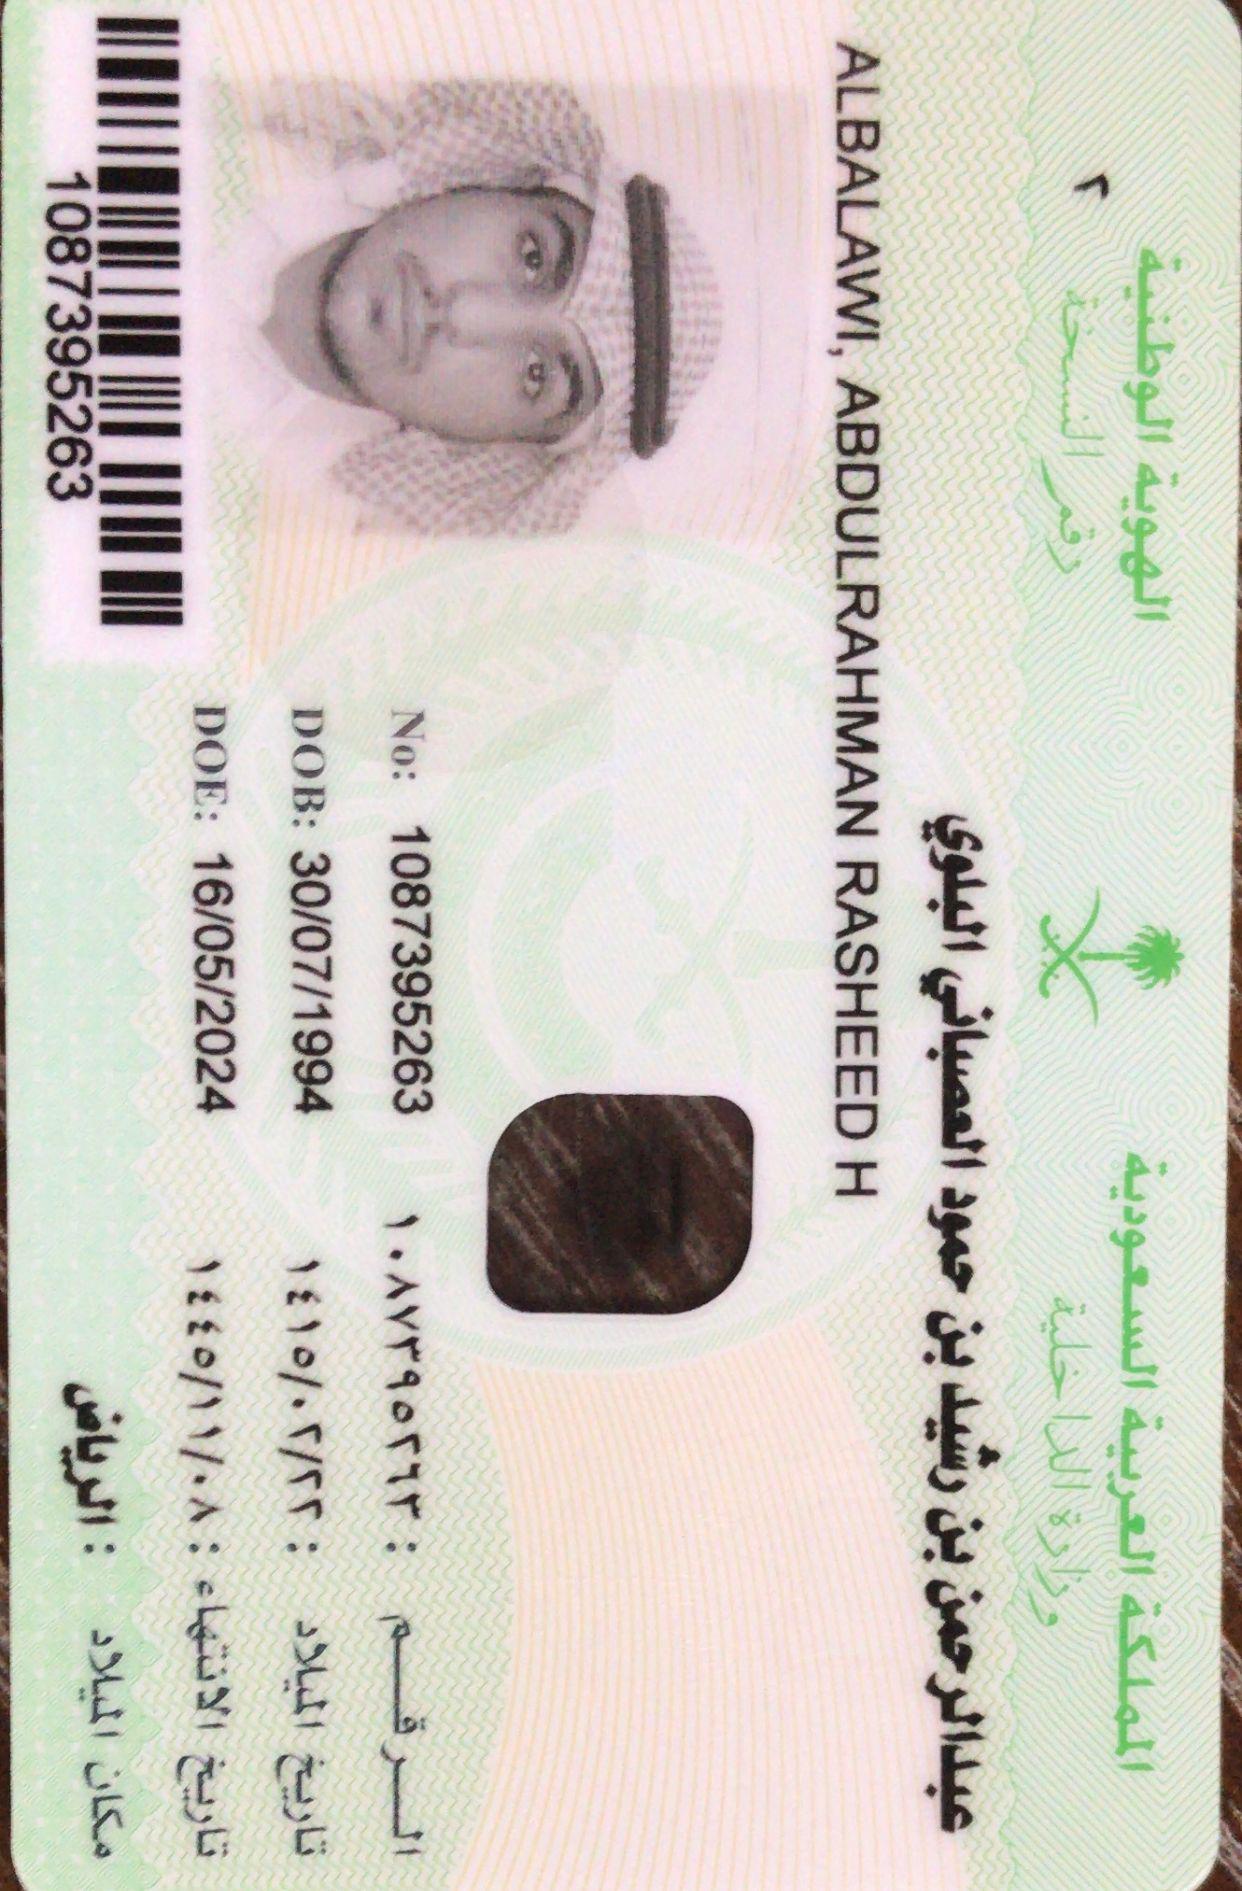 المملكة العربية السعودية
الهوية الوطنية
وزارة الداخلية
رقم النسخة
٢
عبدالرحمن بن رشيد بن حمود العصباني البلوي
ALBALAWI, ABDULRAHMAN RASHEED H
No: 1087395263
الرقم : ١٠٨٧٣٩٥٢٦٣
DOB: 30/07/1994
تاريخ الميلاد : ١٤١٥/٠٢/٢٢
DOE: 16/05/2024
تاريخ الانتهاء : ١٤٤٥/١١/٠٨
مكان الميلاد : الرياض
1087395263